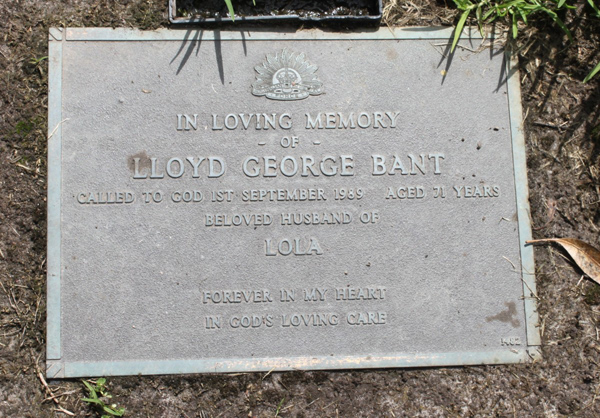 IN LOVING MEMORY
- OF -
LLOYD GEORGE BANT
CALLED TO GOD 1ST SEPTEMBER 1989 AGED 71 YEARS
BELOVED HUSBAND OF
LOLA
FOREVER IN MY HEART
IN GOD'S LOVING CARE
1462